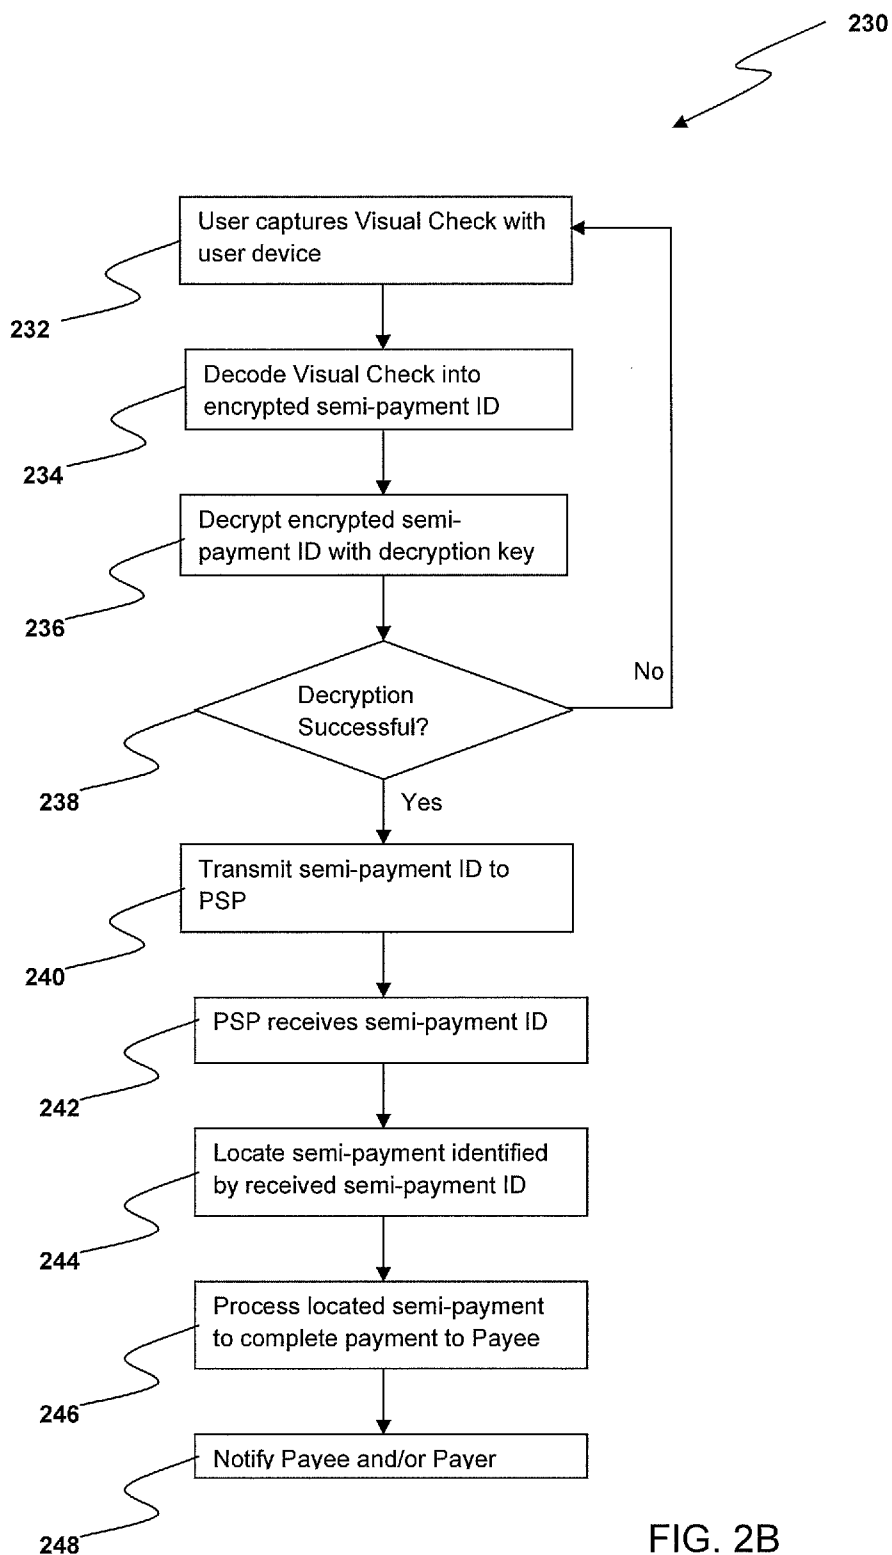 230
User captures Visual Check with
user device
232
Decode Visual Check into
encrypted semi-payment ID
234
Decrypt encrypted semi-
payment ID with decryption key
236
No
Decryption
Successful?
238
Yes
Transmit semi-payment ID to
PSP
240
PSP receives semi-payment ID
242
Locate semi-payment identified
by received semi-payment ID
244
Process located semi-payment
to complete payment to Payee
246
Notify Payee and/or Payer
248
FIG. 2B